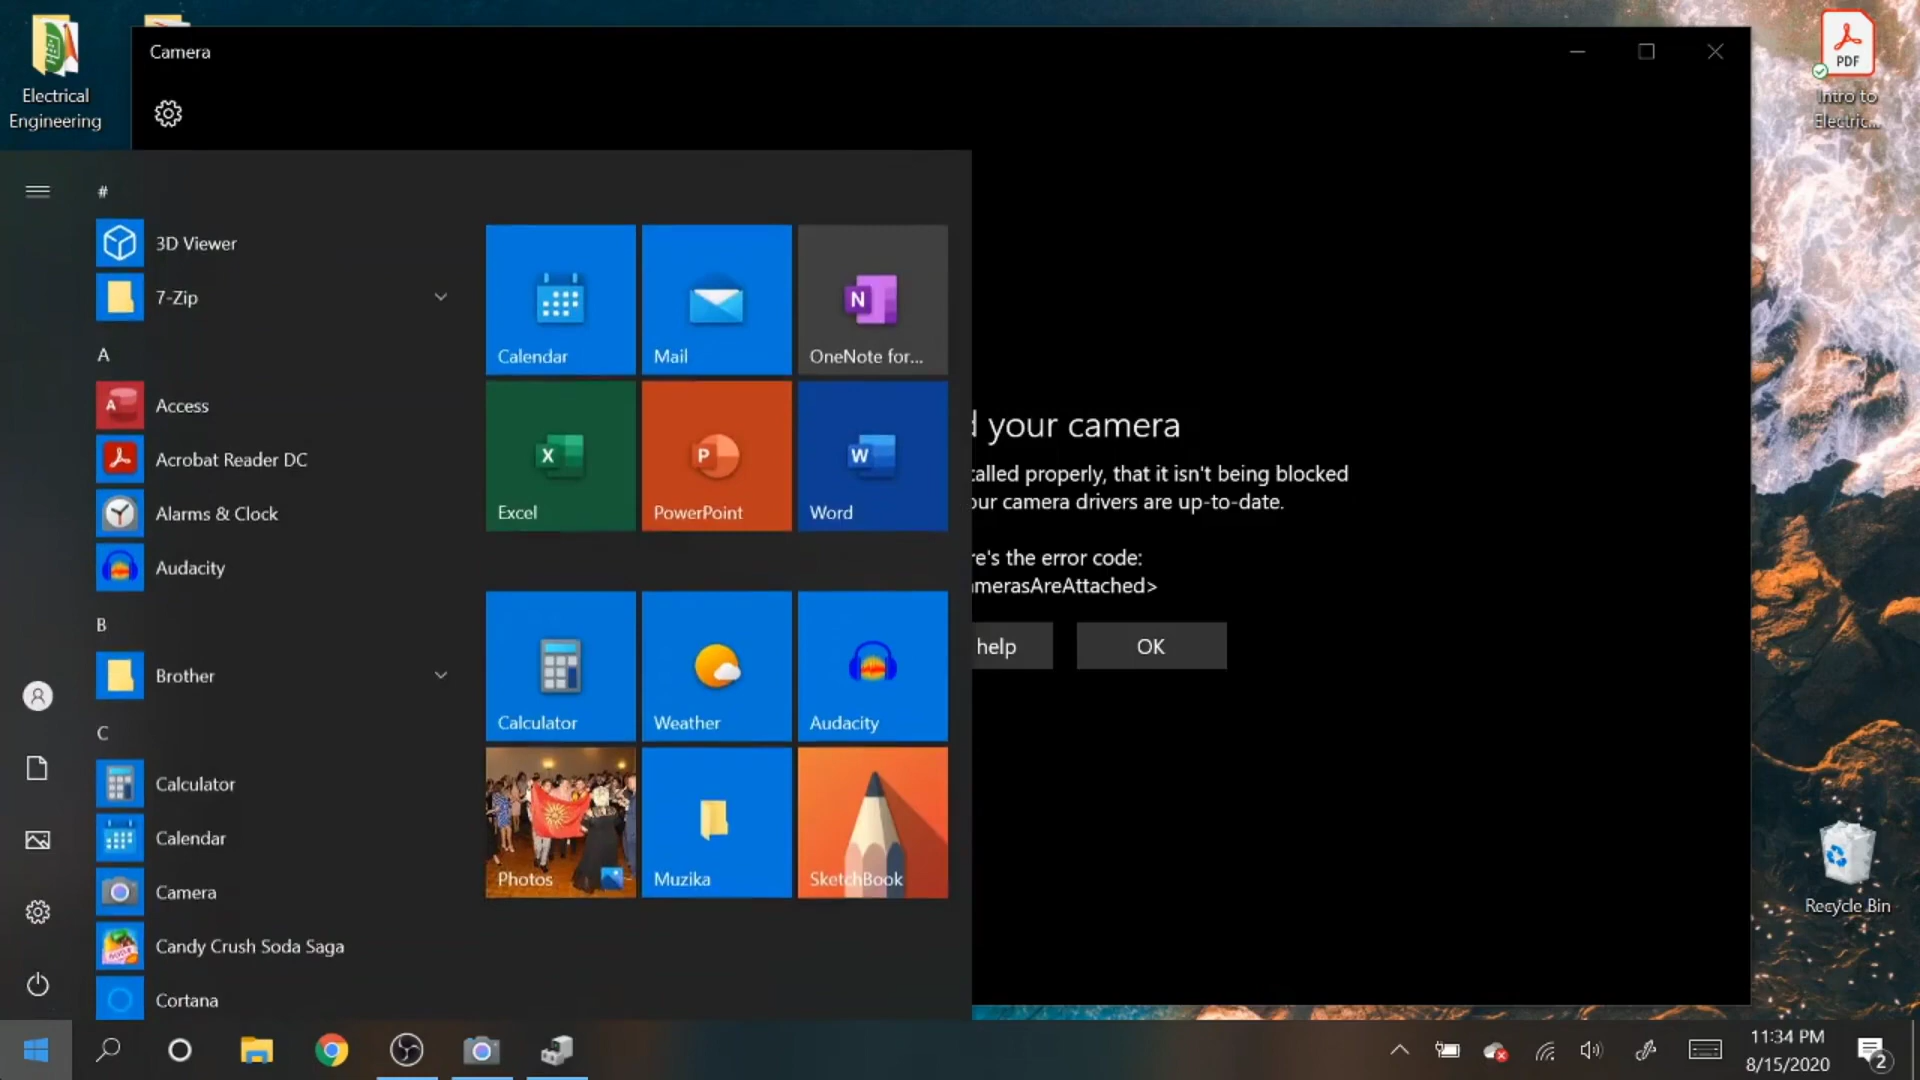 Electrical
Engineering
Camera
PDF
Intro to
Electric...
#
3D Viewer
7-Zip
A
Access
Acrobat Reader DC
Alarms & Clock
Audacity
B
Brother
C
Calculator
Calendar
Camera
Candy Crush Soda Saga
Cortana
Calendar
Mail
N
OneNote for...
X
Excel
P
PowerPoint
W
Word
Calculator
Weather
Audacity
Photos
Muzika
SketchBook
your camera
properly, that it isn't being blocked
camera drivers are up-to-date.
the error code:
help
OK
Recycle Bin
11:34 PM
8/15/2020
2